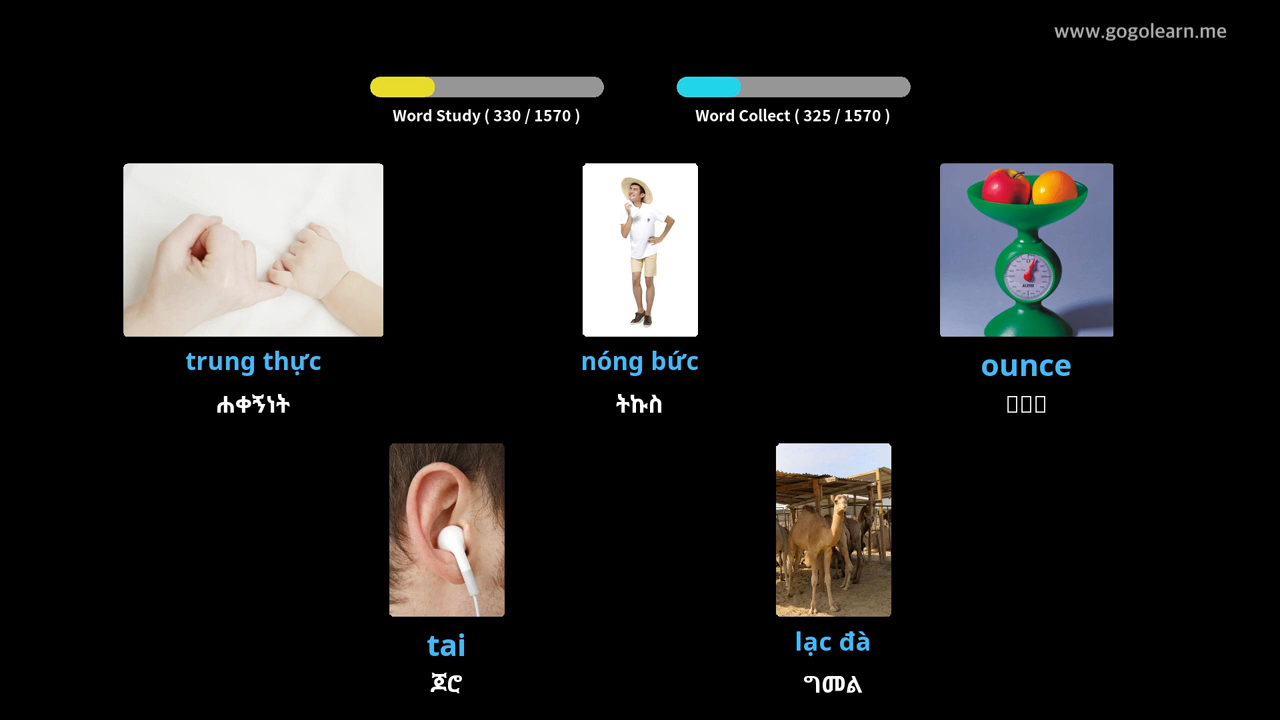 www.gogolearn.me
Word Study ( 330 / 1570 )
Word Collect ( 325 / 1570 )
trung thực
ሐቀኝነት
nóng bức
ትኩስ
ounce
tai
ጆሮ
lạc đà
ግመል